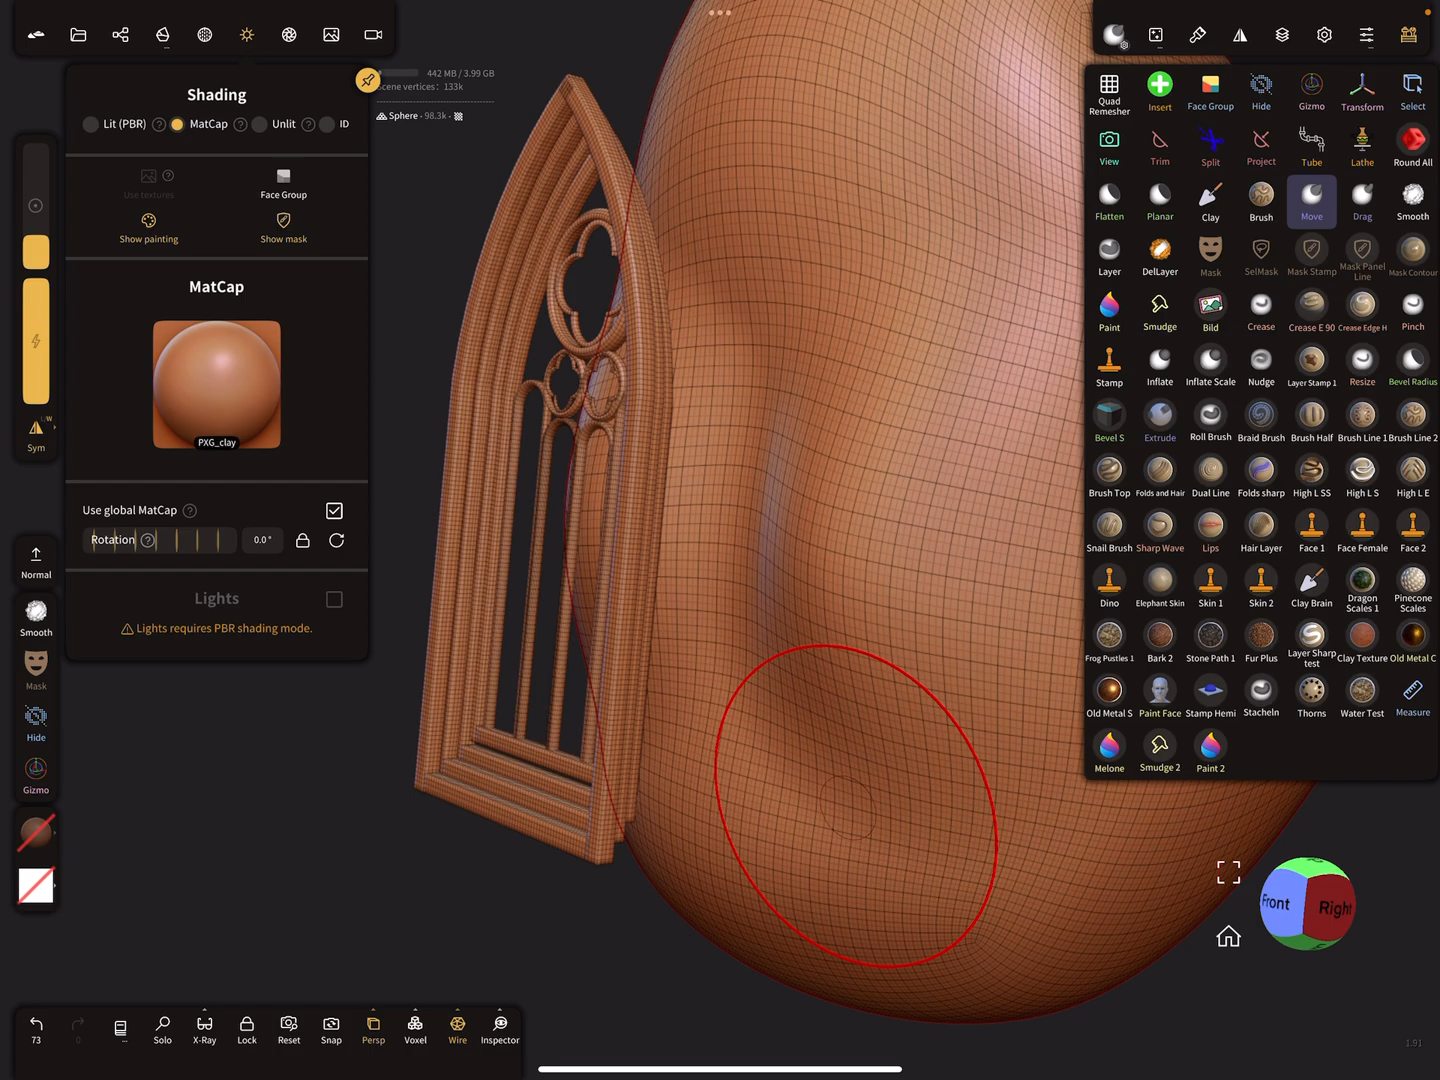 442 MB / 3.99 GB
Scene vertices: 133k
Sphere • 98.3k •
Shading
Lit (PBR) ? MatCap ? Unlit ? ID
Use textures ?
Face Group
Show painting
Show mask
MatCap
PXG_clay
Use global MatCap ?
Rotation ? 0.0 °
Lights
Lights requires PBR shading mode.
LW
Sym
Normal
Smooth
Mask
Hide
Gizmo
Quad Remesher
Insert
Face Group
Hide
Gizmo
Transform
Select
View
Trim
Split
Project
Tube
Lathe
Round All
Flatten
Planar
Clay
Brush
Move
Drag
Smooth
Layer
DelLayer
Mask
SelMask
Mask Stamp
Mask Panel Line
Mask Contour
Paint
Smudge
Bild
Crease
Crease E 90
Crease Edge H
Pinch
Stamp
Inflate
Inflate Scale
Nudge
Layer Stamp 1
Resize
Bevel Radius
Bevel S
Extrude
Roll Brush
Braid Brush
Brush Half
Brush Line 1
Brush Line 2
Brush Top
Folds and Hair
Dual Line
Folds sharp
High L SS
High L S
High L E
Snail Brush
Sharp Wave
Lips
Hair Layer
Face 1
Face Female
Face 2
Dino
Elephant Skin
Skin 1
Skin 2
Clay Brain
Dragon Scales 1
Pinecone Scales
Frog Pustles 1
Bark 2
Stone Path 1
Fur Plus
Layer Sharp test
Clay Texture
Old Metal C
Old Metal S
Paint Face
Stamp Hemi
Stacheln
Thorns
Water Test
Measure
Melone
Smudge 2
Paint 2
Front
Right
73
Solo
X-Ray
Lock
Reset
Snap
Persp
Voxel
Wire
Inspector
1.91